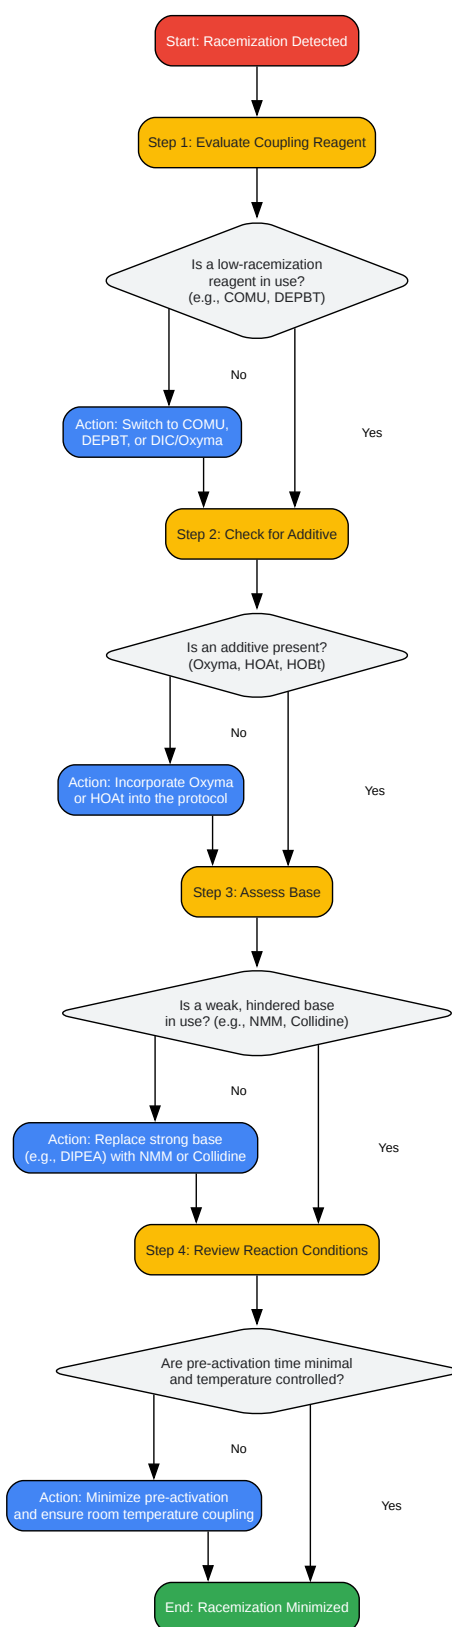 Start: Racemization Detected
Step 1: Evaluate Coupling Reagent
Is a low-racemization
reagent in use?
(e.g., COMU, DEPBT)
No
Yes
Action: Switch to COMU,
DEPBT, or DIC/Oxyma
Step 2: Check for Additive
Is an additive present?
(Oxyma, HOAt, HOBt)
No
Yes
Action: Incorporate Oxyma
or HOAt into the protocol
Step 3: Assess Base
Is a weak, hindered base
in use? (e.g., NMM, Collidine)
No
Yes
Action: Replace strong base
(e.g., DIPEA) with NMM or Collidine
Step 4: Review Reaction Conditions
Are pre-activation time minimal
and temperature controlled?
No
Yes
Action: Minimize pre-activation
and ensure room temperature coupling
End: Racemization Minimized